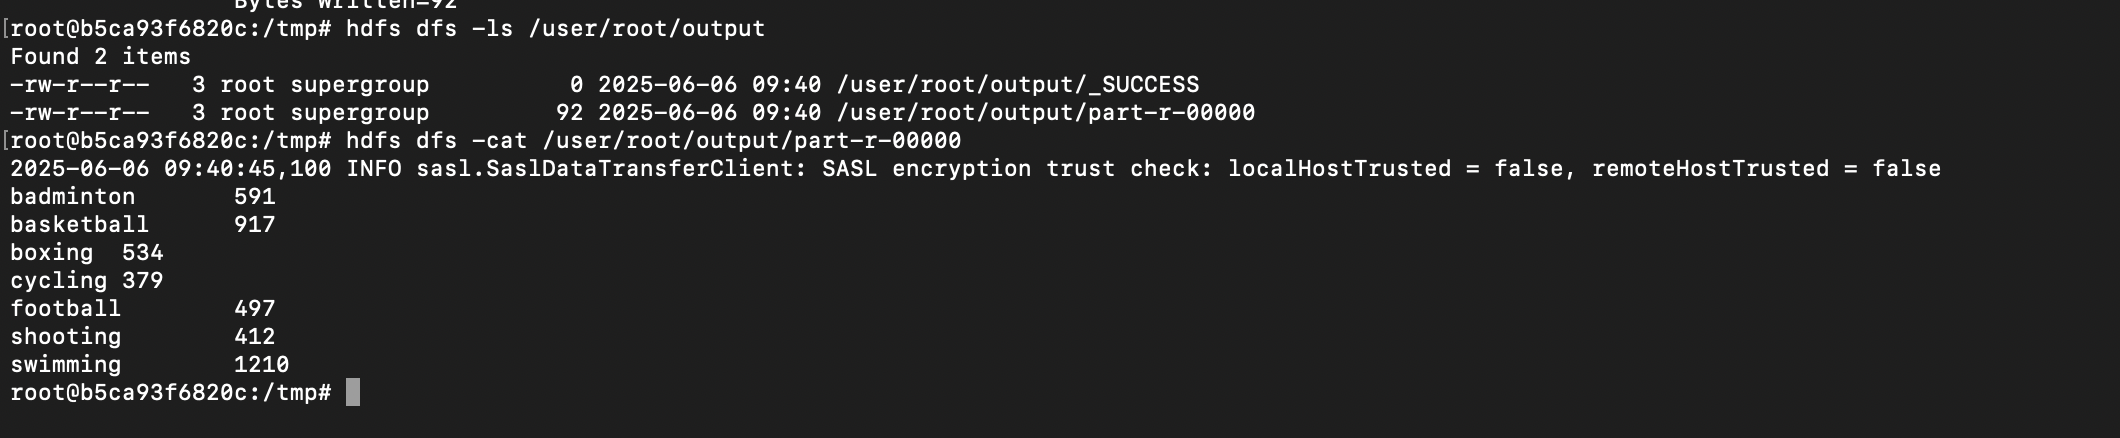 Bytes Written=92
[root@b5ca93f6820c:/tmp# hdfs dfs -ls /user/root/output
Found 2 items
-rw-r--r--   3 root supergroup          0 2025-06-06 09:40 /user/root/output/_SUCCESS
-rw-r--r--   3 root supergroup         92 2025-06-06 09:40 /user/root/output/part-r-00000
[root@b5ca93f6820c:/tmp# hdfs dfs -cat /user/root/output/part-r-00000
2025-06-06 09:40:45,100 INFO sasl.SaslDataTransferClient: SASL encryption trust check: localHostTrusted = false, remoteHostTrusted = false
badminton       591
basketball      917
boxing  534
cycling 379
football        497
shooting        412
swimming        1210
root@b5ca93f6820c:/tmp#